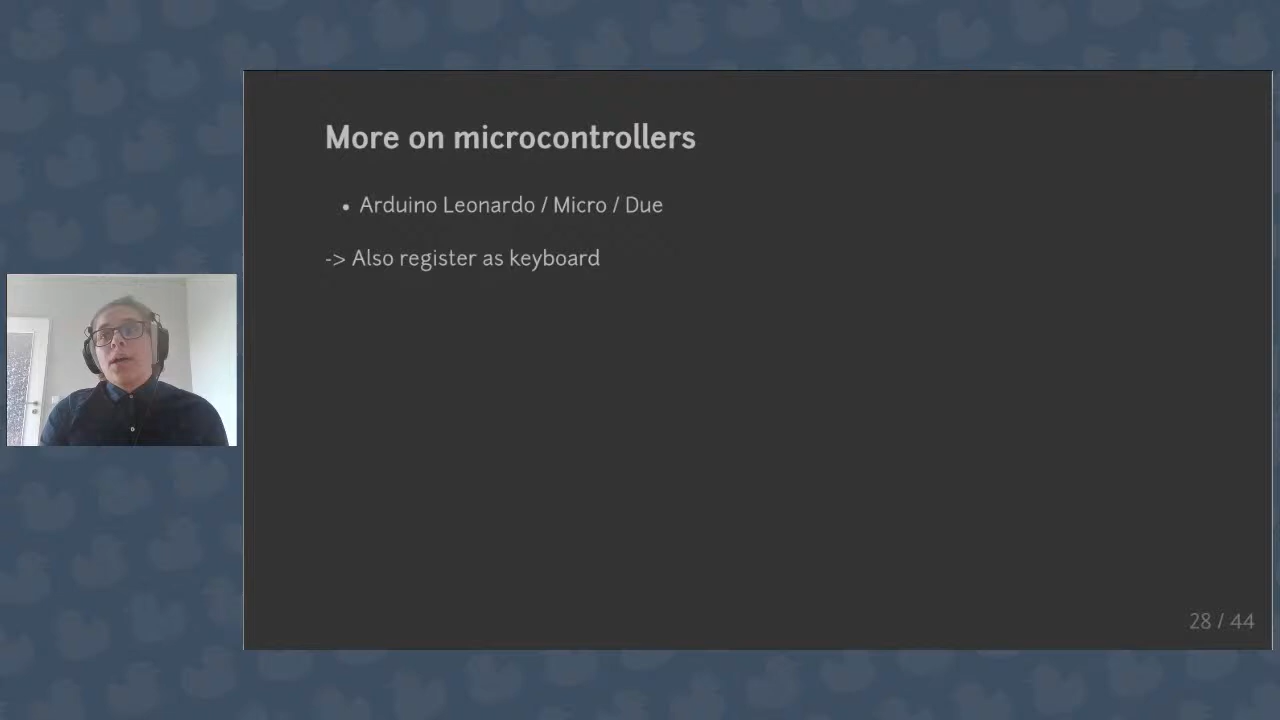 More on microcontrollers
• Arduino Leonardo / Micro / Due
-> Also register as keyboard
28 / 44